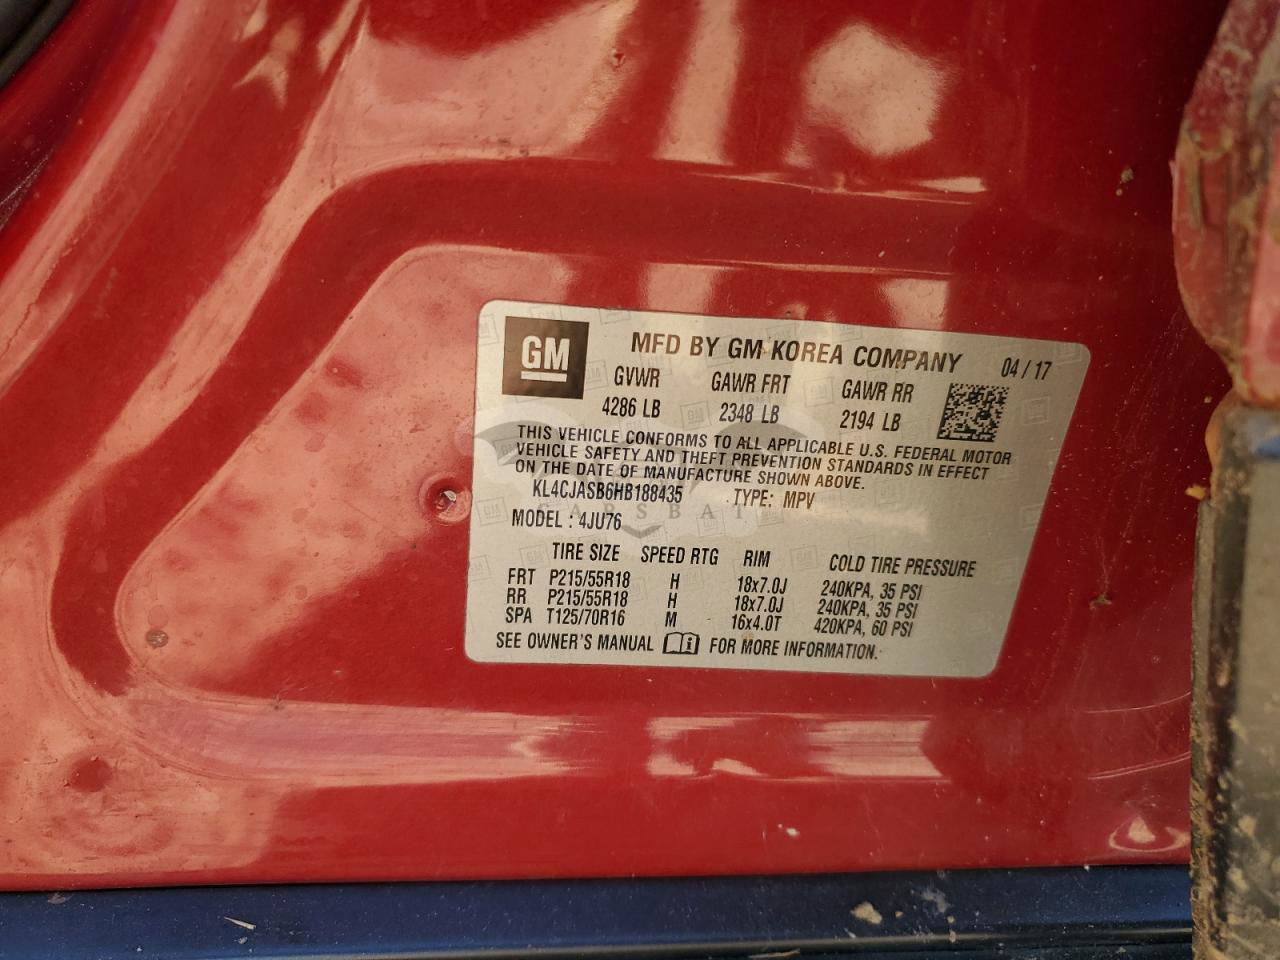 GM
MFD BY GM KOREA COMPANY 04 / 17
GVWR GAWR FRT GAWR RR
4286 LB 2348 LB 2194 LB
THIS VEHICLE CONFORMS TO ALL APPLICABLE U.S. FEDERAL MOTOR
VEHICLE SAFETY AND THEFT PREVENTION STANDARDS IN EFFECT
ON THE DATE OF MANUFACTURE SHOWN ABOVE.
KL4CJASB6HB188435 TYPE: MPV
CARSBAT
MODEL : 4JU76
TIRE SIZE SPEED RTG RIM COLD TIRE PRESSURE
FRT P215/55R18 H 18x7.0J 240KPA, 35 PSI
RR P215/55R18 H 18x7.0J 240KPA, 35 PSI
SPA T125/70R16 M 16x4.0T 420KPA, 60 PSI
SEE OWNER'S MANUAL FOR MORE INFORMATION.